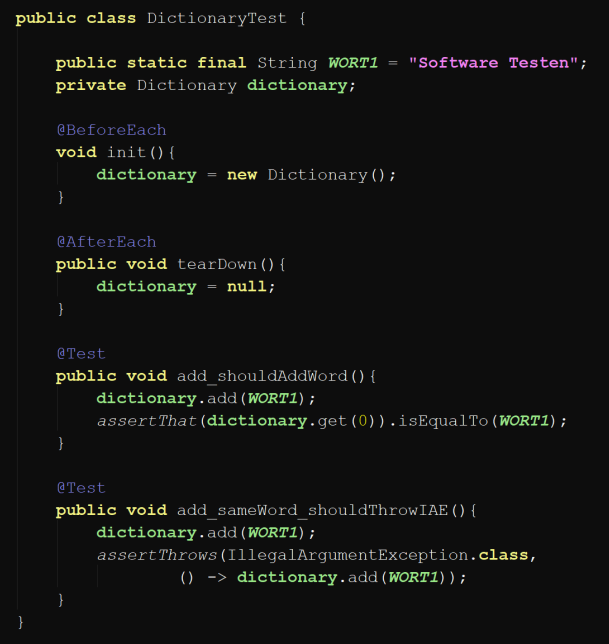 public class DictionaryTest {
public static final String WORT1 = "Software Testen";
private Dictionary dictionary;
@BeforeEach
void init(){
dictionary = new Dictionary();
}
@AfterEach
public void tearDown(){
dictionary = null;
}
@Test
public void add_shouldAddWord(){
dictionary.add(WORT1);
assertThat(dictionary.get(0)).isEqualTo(WORT1);
}
@Test
public void add_sameWord_shouldThrowIAE(){
dictionary.add(WORT1);
assertThrows(IllegalArgumentException.class,
() -> dictionary.add(WORT1));
}
}